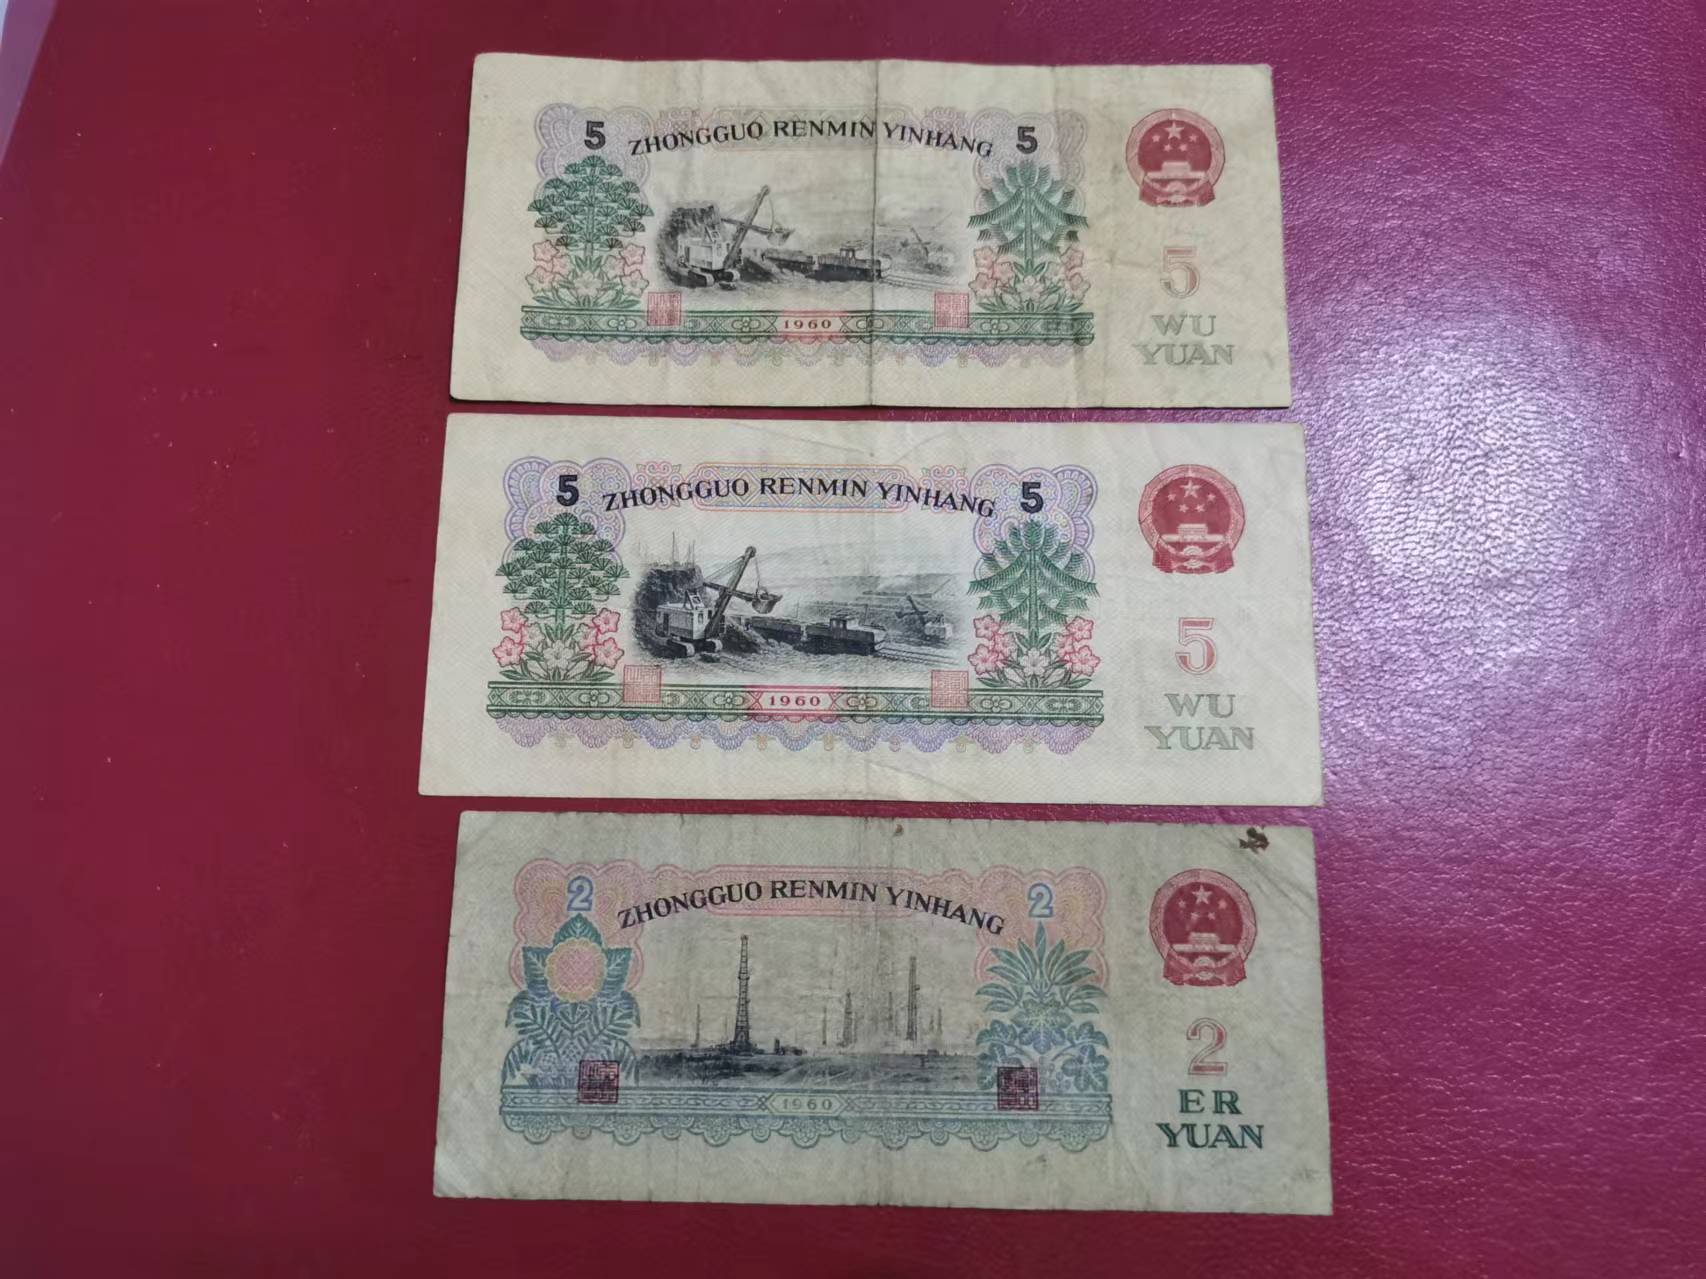 5 ZHONGGUO RENMIN YINHANG 5
5
1960
WU
YUAN
5 ZHONGGUO RENMIN YINHANG 5
5
1960
WU
YUAN
2 ZHONGGUO RENMIN YINHANG 2
2
1960
ER
YUAN